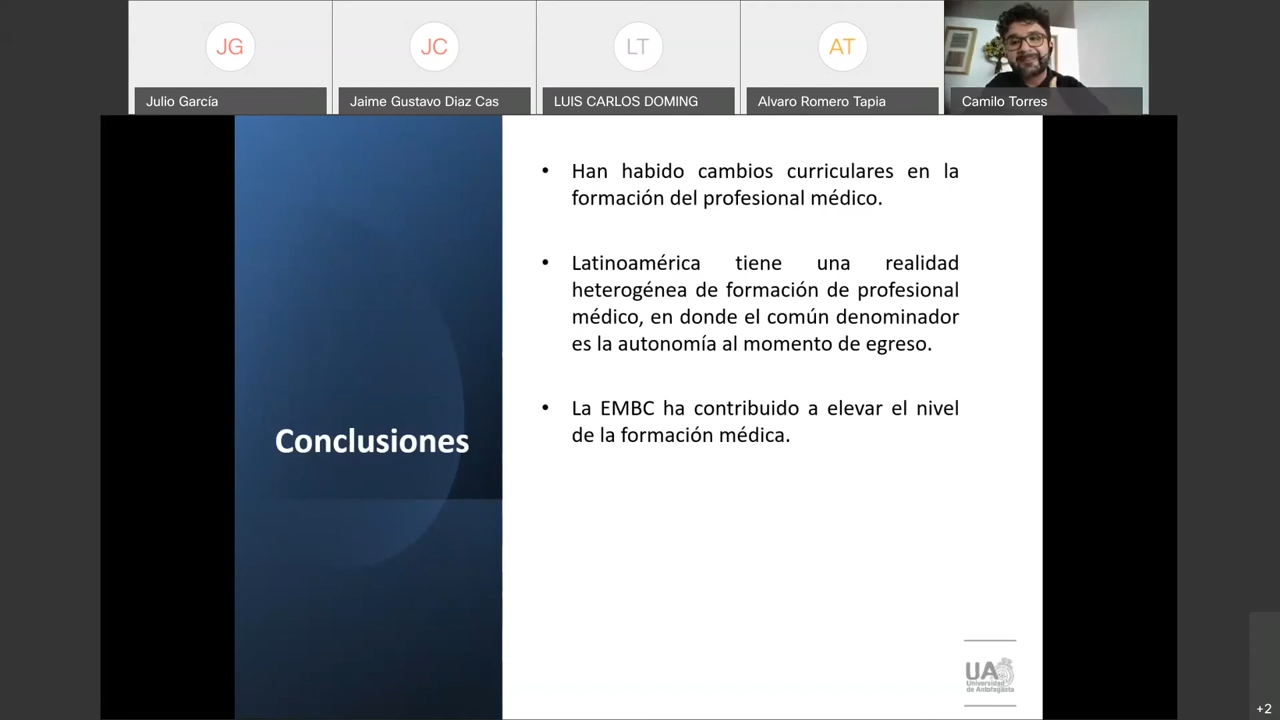 JG
JC
LT
AT
Julio García
Jaime Gustavo Diaz Cas
LUIS CARLOS DOMING
Alvaro Romero Tapia
Camilo Torres
• Han habido cambios curriculares en la
formación del profesional médico.
• Latinoamérica tiene una realidad
heterogénea de formación de profesional
médico, en donde el común denominador
es la autonomía al momento de egreso.
• La EMBC ha contribuido a elevar el nivel
de la formación médica.
Conclusiones
UA
Universidad
de Antofagasta
+2